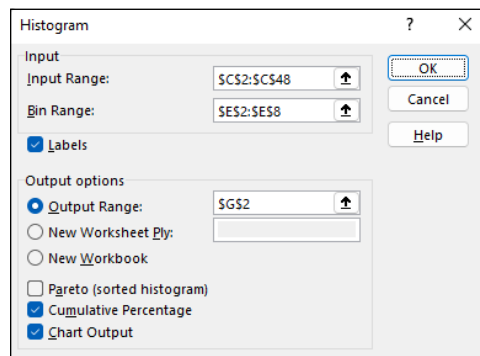 Histogram ? ×
Input
Input Range: $C$2:$C$48
Bin Range: $E$2:$E$8
Labels
OK
Cancel
Help
Output options
Output Range: $G$2
New Worksheet Ply:
New Workbook
Pareto (sorted histogram)
Cumulative Percentage
Chart Output